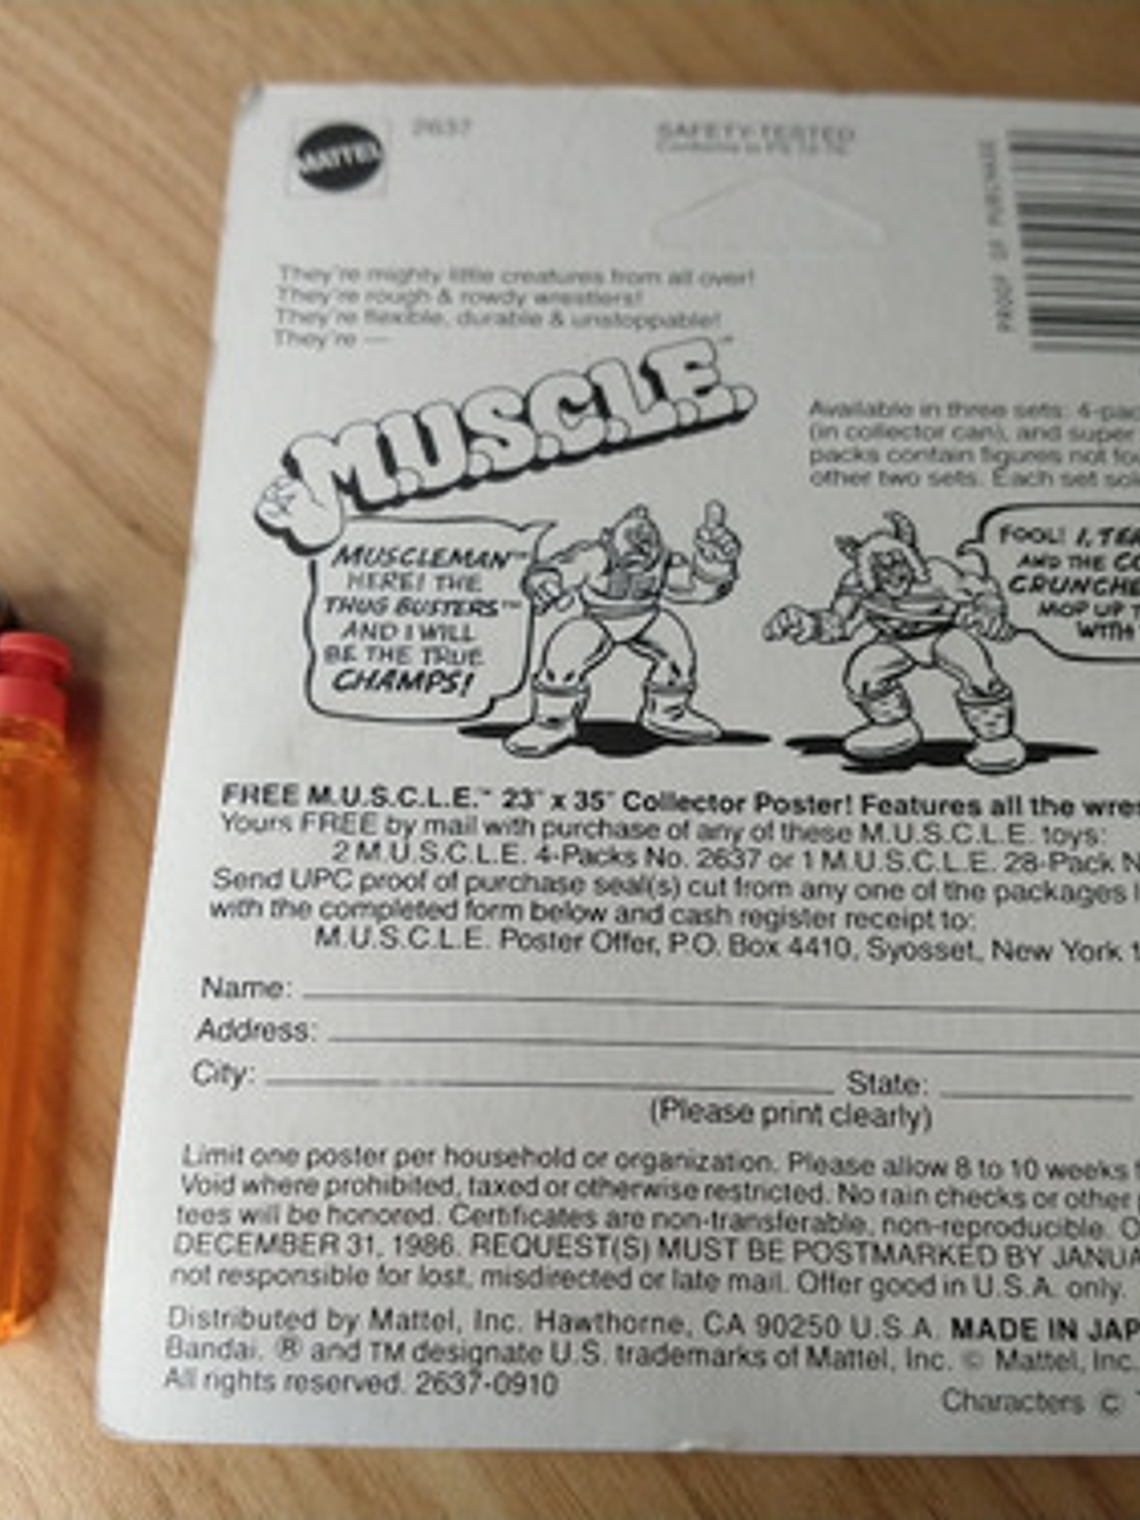 MATTEL
2637
SAFETY-TESTED
PROOF OF PURCHASE
They're mighty little creatures from all over!
They're rough & rowdy wrestlers!
They're flexible, durable & unstoppable!
They're —
M.U.S.C.L.E.™
Available in three sets: 4-pac
(in collector can), and super
packs contain figures not fou
other two sets. Each set sol
MUSCLEMAN™
HERE! THE
THUG BUSTERS™
AND I WILL
BE THE TRUE
CHAMPS!
FOOL! I, TER
AND THE CO
CRUNCHE
MOP UP T
WITH
FREE M.U.S.C.L.E.™ 23" x 35" Collector Poster! Features all the wres
Yours FREE by mail with purchase of any of these M.U.S.C.L.E. toys:
2 M.U.S.C.L.E. 4-Packs No. 2637 or 1 M.U.S.C.L.E. 28-Pack N
Send UPC proof of purchase seal(s) cut from any one of the packages l
with the completed form below and cash register receipt to:
M.U.S.C.L.E. Poster Offer, P.O. Box 4410, Syosset, New York 1
Name:
Address:
City: State:
(Please print clearly)
Limit one poster per household or organization. Please allow 8 to 10 weeks
Void where prohibited, taxed or otherwise restricted. No rain checks or other
tees will be honored. Certificates are non-transferable, non-reproducible. O
DECEMBER 31, 1986. REQUEST(S) MUST BE POSTMARKED BY JANUA
not responsible for lost, misdirected or late mail. Offer good in U.S.A. only.
Distributed by Mattel, Inc. Hawthorne, CA 90250 U.S.A. MADE IN JAP
Bandai. ® and TM designate U.S. trademarks of Mattel, Inc. © Mattel, Inc.
All rights reserved. 2637-0910
Characters ©